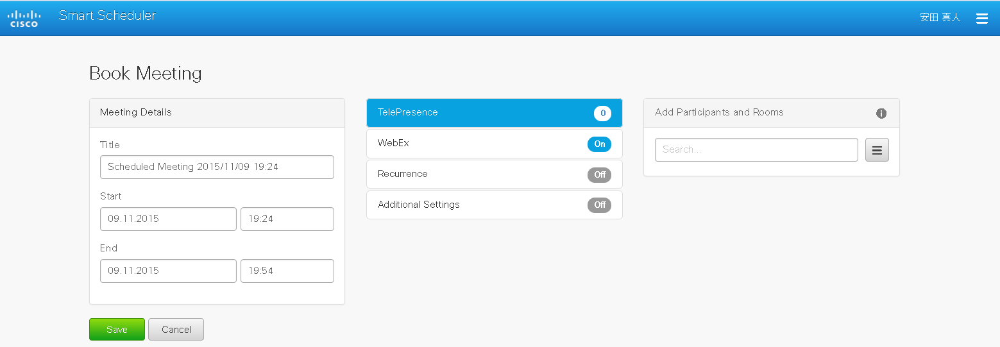 CISCO
Smart Scheduler
安田 真人
Book Meeting
Meeting Details
Title
Scheduled Meeting 2015/11/09 19:24
Start
09.11.2015 19:24
End
09.11.2015 19:54
Save Cancel
TelePresence 0
WebEx On
Recurrence Off
Additional Settings Off
Add Participants and Rooms
Search...